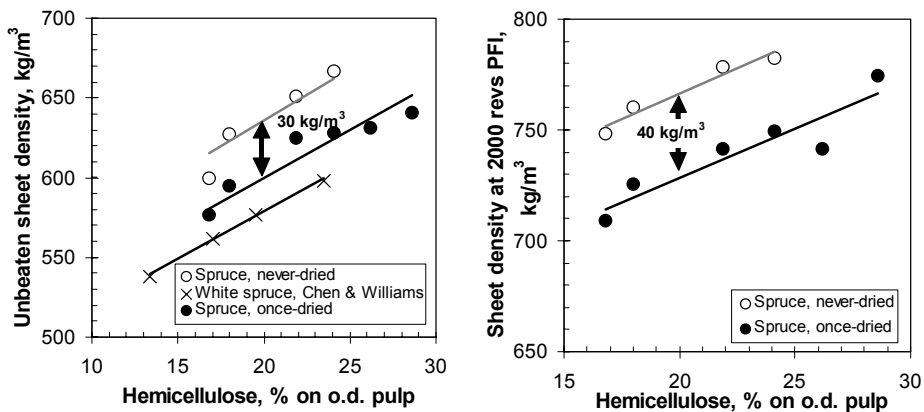 Unbeaten sheet density, kg/m³
700
650
600
550
500
30 kg/m³
Spruce, never-dried
White spruce, Chen & Williams
Spruce, once-dried
10
15
20
25
30
Hemicellulose, % on o.d. pulp
Sheet density at 2000 revs PFI,
kg/m³
800
750
700
650
40 kg/m³
Spruce, never-dried
Spruce, once-dried
15
20
25
30
Hemicellulose, % on o.d. pulp